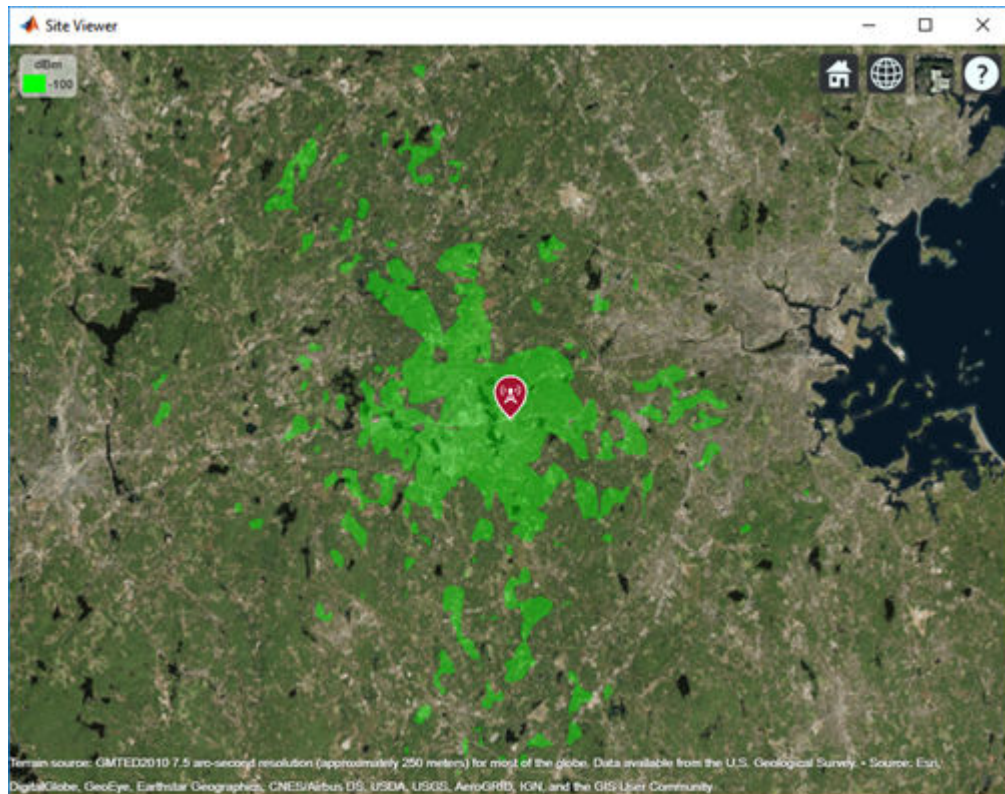 Site Viewer
dBm
-100
?
Terrain source: GMTED2010 7.5 arc-second resolution (approximately 250 meters) for most of the globe. Data available from the U.S. Geological Survey. • Source: Esri,
DigitalGlobe, GeoEye, Earthstar Geographics, CNES/Airbus DS, USDA, USGS, AeroGRID, IGN, and the GIS User Community